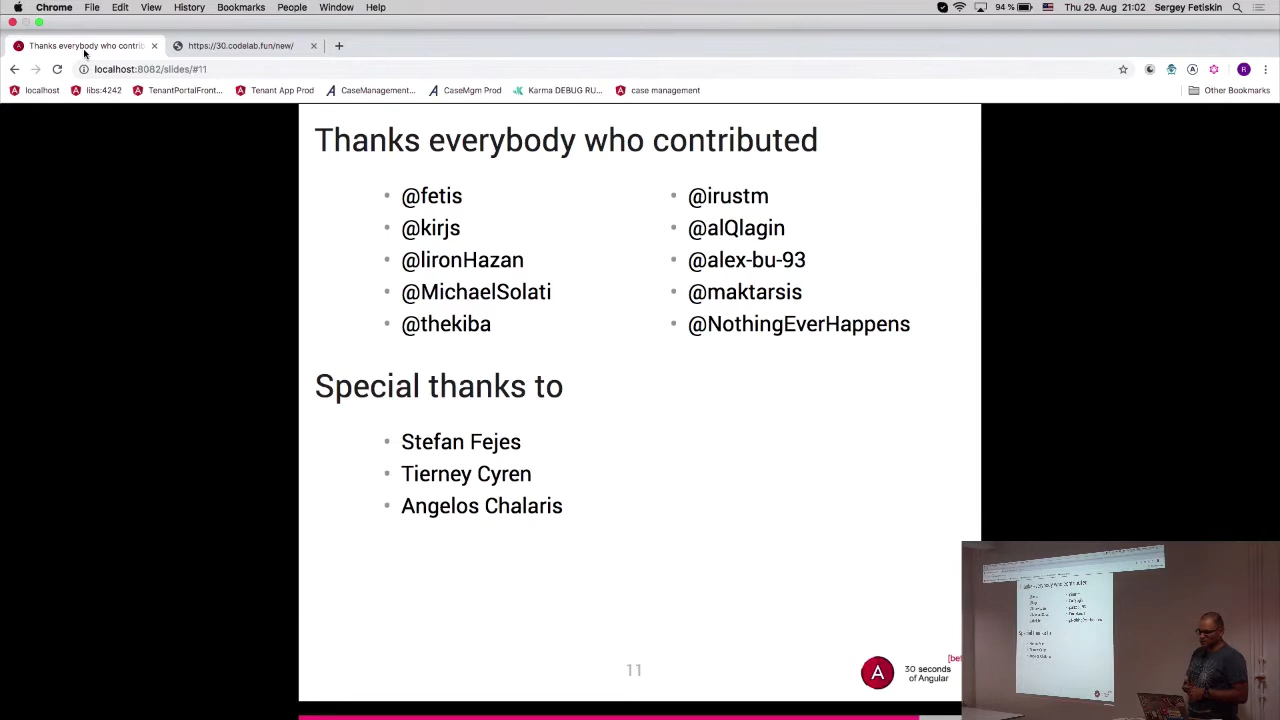 Chrome File Edit View History Bookmarks People Window Help 94 % Thu 29. Aug 21:02 Sergey Fetiskin
Thanks everybody who contrib https://30.codelab.fun/new/
localhost:8082/slides/#11 R
localhost libs:4242 TenantPortalFront... Tenant App Prod CaseManagement... CaseMgm Prod Karma DEBUG RU... case management Other Bookmarks
Thanks everybody who contributed
@fetis
@kirjs
@lironHazan
@MichaelSolati
@thekiba
@irustm
@alQlagin
@alex-bu-93
@maktarsis
@NothingEverHappens
Special thanks to
Stefan Fejes
Tierney Cyren
Angelos Chalaris
11
[bet
A 30 seconds
of Angular